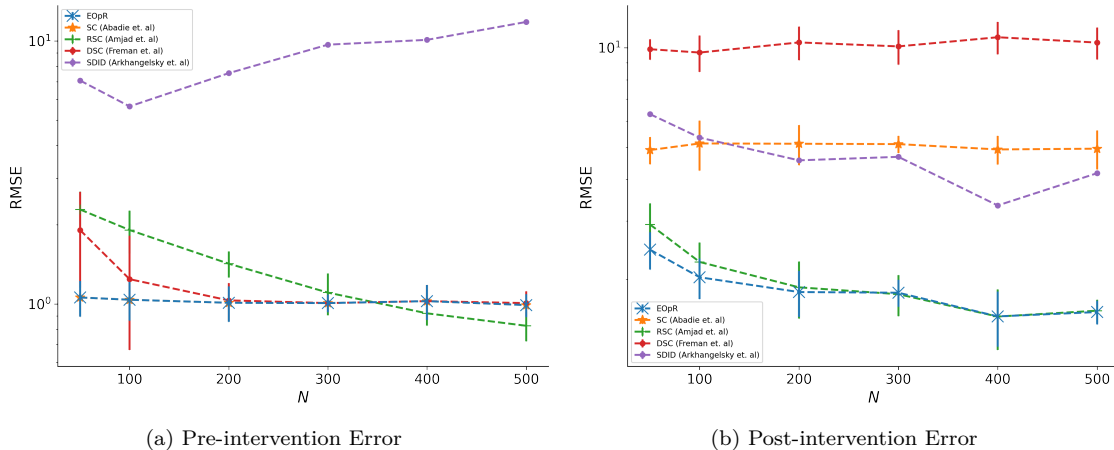 EOpR
SC (Abadie et. al)
RSC (Amjad et. al)
DSC (Freman et. al)
SDID (Arkhangelsky et. al)
10¹
10⁰
RMSE
100 200 300 400 500
N
(a) Pre-intervention Error
10¹
RMSE
EOpR
SC (Abadie et. al)
RSC (Amjad et. al)
DSC (Freman et. al)
SDID (Arkhangelsky et. al)
100 200 300 400 500
N
(b) Post-intervention Error